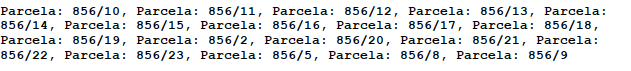 Parcela: 856/10, Parcela: 856/11, Parcela: 856/12, Parcela: 856/13, Parcela:
856/14, Parcela: 856/15, Parcela: 856/16, Parcela: 856/17, Parcela: 856/18,
Parcela: 856/19, Parcela: 856/2, Parcela: 856/20, Parcela: 856/21, Parcela:
856/22, Parcela: 856/23, Parcela: 856/5, Parcela: 856/8, Parcela: 856/9